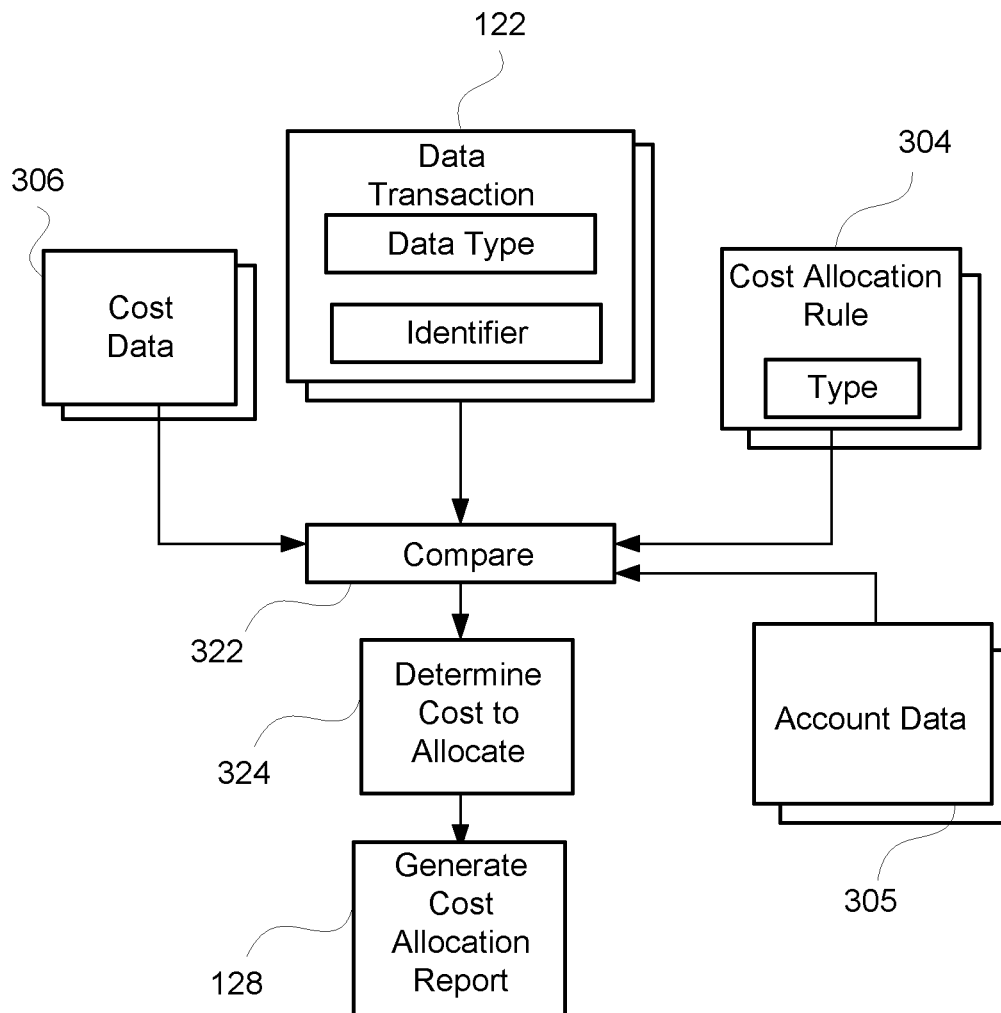 122
Data
Transaction
Data Type
Identifier
306
Cost
Data
304
Cost Allocation
Rule
Type
Compare
322
Determine
Cost to
Allocate
324
Account Data
305
Generate
Cost
Allocation
Report
128